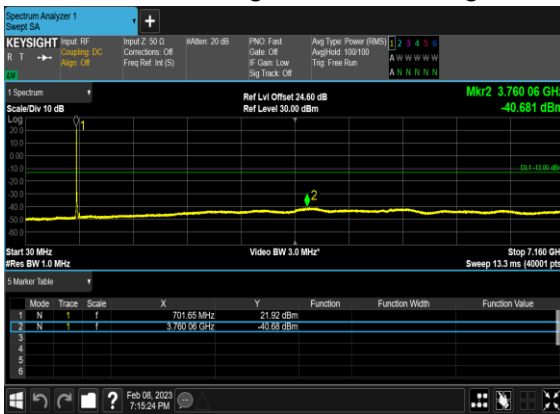 Spectrum Analyzer 1
Swept SA
+
KEYSIGHT Input: RF Input Z: 50 Ω #Atten: 20 dB PNO: Fast Avg Type: Power (RMS) 1 2 3 4 5 6
R T Coupling: DC Corrections: Off Gate: Off Avg|Hold: 100/100 A W W W W W
Align: Off Freq Ref: Int (S) IF Gain: Low Trig: Free Run
Sig Track: Off A N N N N N
1 Spectrum Ref Lvl Offset 24.60 dB Mkr2 3.760 06 GHz
Scale/Div 10 dB Ref Level 30.00 dBm -40.681 dBm
Log
20.0
10.0
0.00
-10.0
-20.0
-30.0
-40.0
-50.0
-60.0
1
2
DL1 -13.00 dBm
Start 30 MHz Video BW 3.0 MHz* Stop 7.160 GH
#Res BW 1.0 MHz Sweep 13.3 ms (40001 pts
5 Marker Table
Mode Trace Scale X Y Function Function Width Function Value
1 N 1 f 701.65 MHz 21.92 dBm
2 N 1 f 3.760 06 GHz -40.68 dBm
3
4
5
6
? Feb 08, 2023
7:15:24 PM